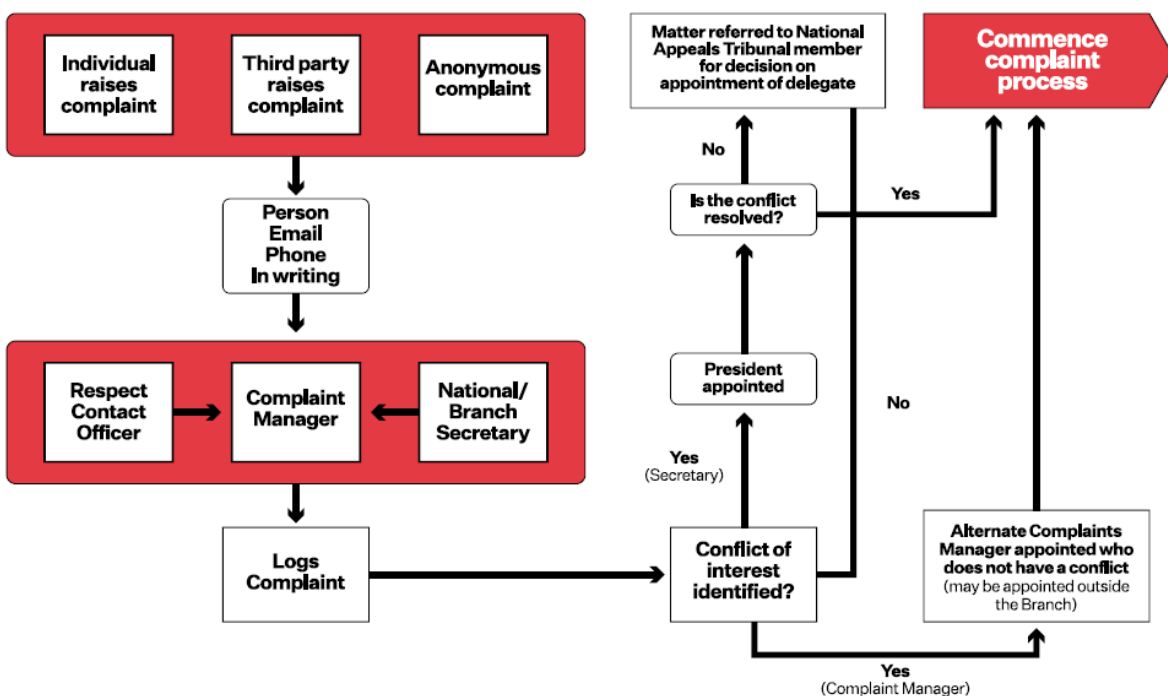 Individual
raises
complaint
Third party
raises
complaint
Anonymous
complaint
Person
Email
Phone
In writing
Respect
Contact
Officer
Complaint
Manager
National/
Branch
Secretary
Logs
Complaint
Matter referred to National
Appeals Tribunal member
for decision on
appointment of delegate
Commence
complaint
process
No
Is the conflict
resolved?
Yes
President
appointed
No
Yes
(Secretary)
Conflict of
interest
identified?
Alternate Complaints
Manager appointed who
does not have a conflict
(may be appointed outside
the Branch)
Yes
(Complaint Manager)